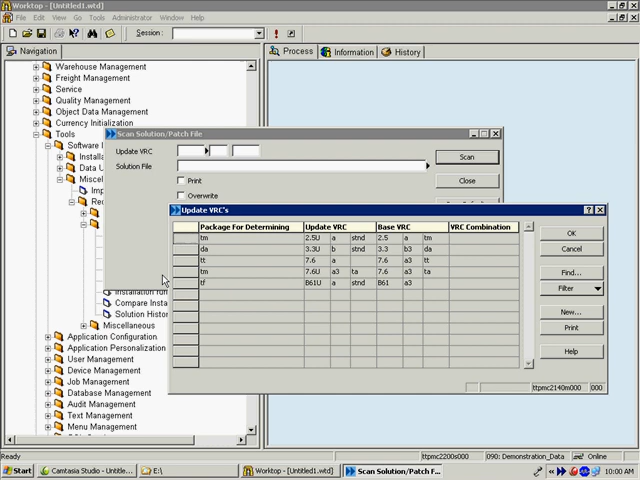 Worktop - [Untitled1.wtd]
File Edit View Go Tools Administrator Worktop Window Help
Session:
Navigation
Process
Information
History
Warehouse Management
Freight Management
Service
Quality Management
Object Data Management
Currency Initialization
Tools
Software I
Installa
Data U
Miscel
Imp
Rec
Installation run
Compare Insta
Solution Histor
Miscellaneous
Application Configuration
Application Personalization
User Management
Device Management
Job Management
Database Management
Audit Management
Text Management
Menu Management
Scan Solution/Patch File
Update VRC
Solution File
Print
Overwrite
Scan
Close
Update VRC's
Package For Determining Update VRC Base VRC VRC Combination
tm 2.5U a stnd 2.5 a tm
da 3.3U b stnd 3.3 b3 da
tt 7.6 a 7.6 a3 tt
tm 7.6U a3 ta 7.6 a3 ta
tf B61U a stnd B61 a3
OK
Cancel
Find...
Filter
New...
Print
Help
ttpmc2140m000 000
Ready
ttpmc2200s000 090: Demonstration_Data Online
Start
Camtasia Studio - Untitle...
E:\
Worktop - [Untitled1.wtd]
Scan Solution/Patch F...
10:00 AM